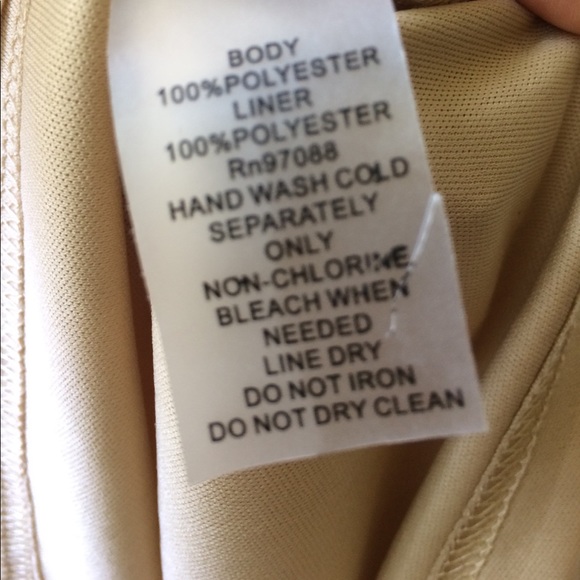 BODY
100%POLYESTER
LINER
100%POLYESTER
Rn97088
HAND WASH COLD
SEPARATELY
ONLY
NON-CHLORINE
BLEACH WHEN
NEEDED
LINE DRY
DO NOT IRON
DO NOT DRY CLEAN